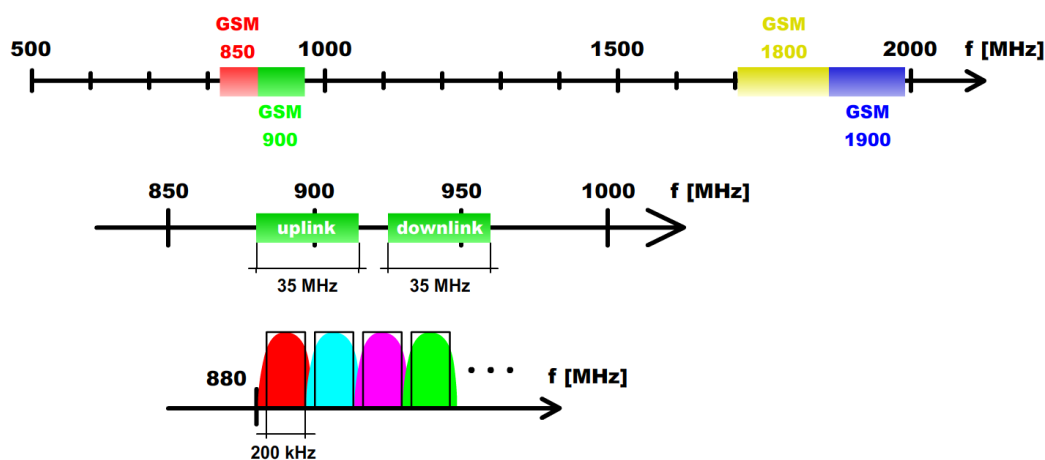 GSM
850
GSM
1800
500
1000
1500
2000
f [MHz]
GSM
900
GSM
1900
850
900
950
1000
f [MHz]
uplink
downlink
35 MHz
35 MHz
880
• • •
f [MHz]
200 kHz